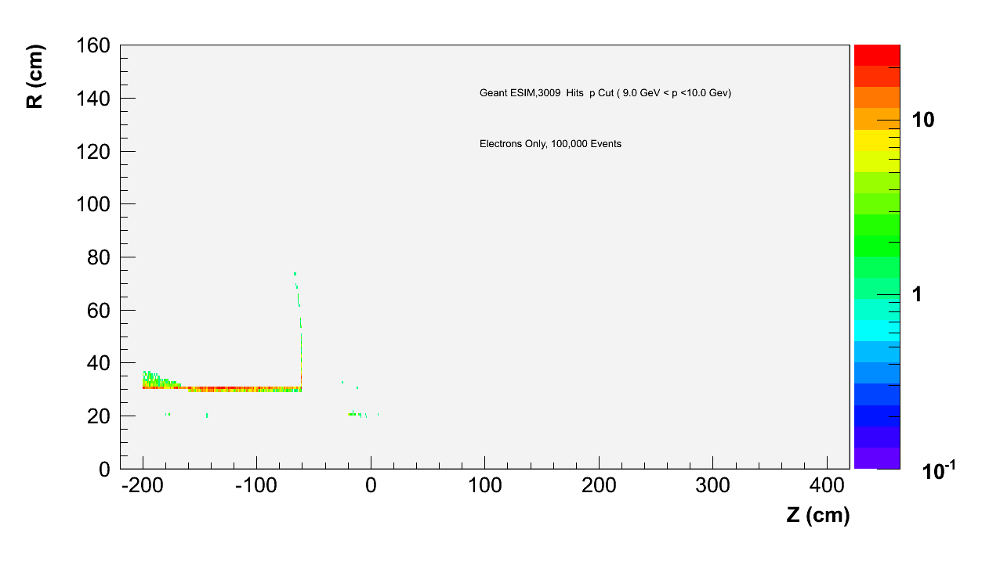 R (cm)
160
140
120
100
80
60
40
20
0
Geant ESIM,3009 Hits p Cut ( 9.0 GeV < p <10.0 Gev)
Electrons Only, 100,000 Events
-200 -100 0 100 200 300 400
Z (cm)
10
1
10-1